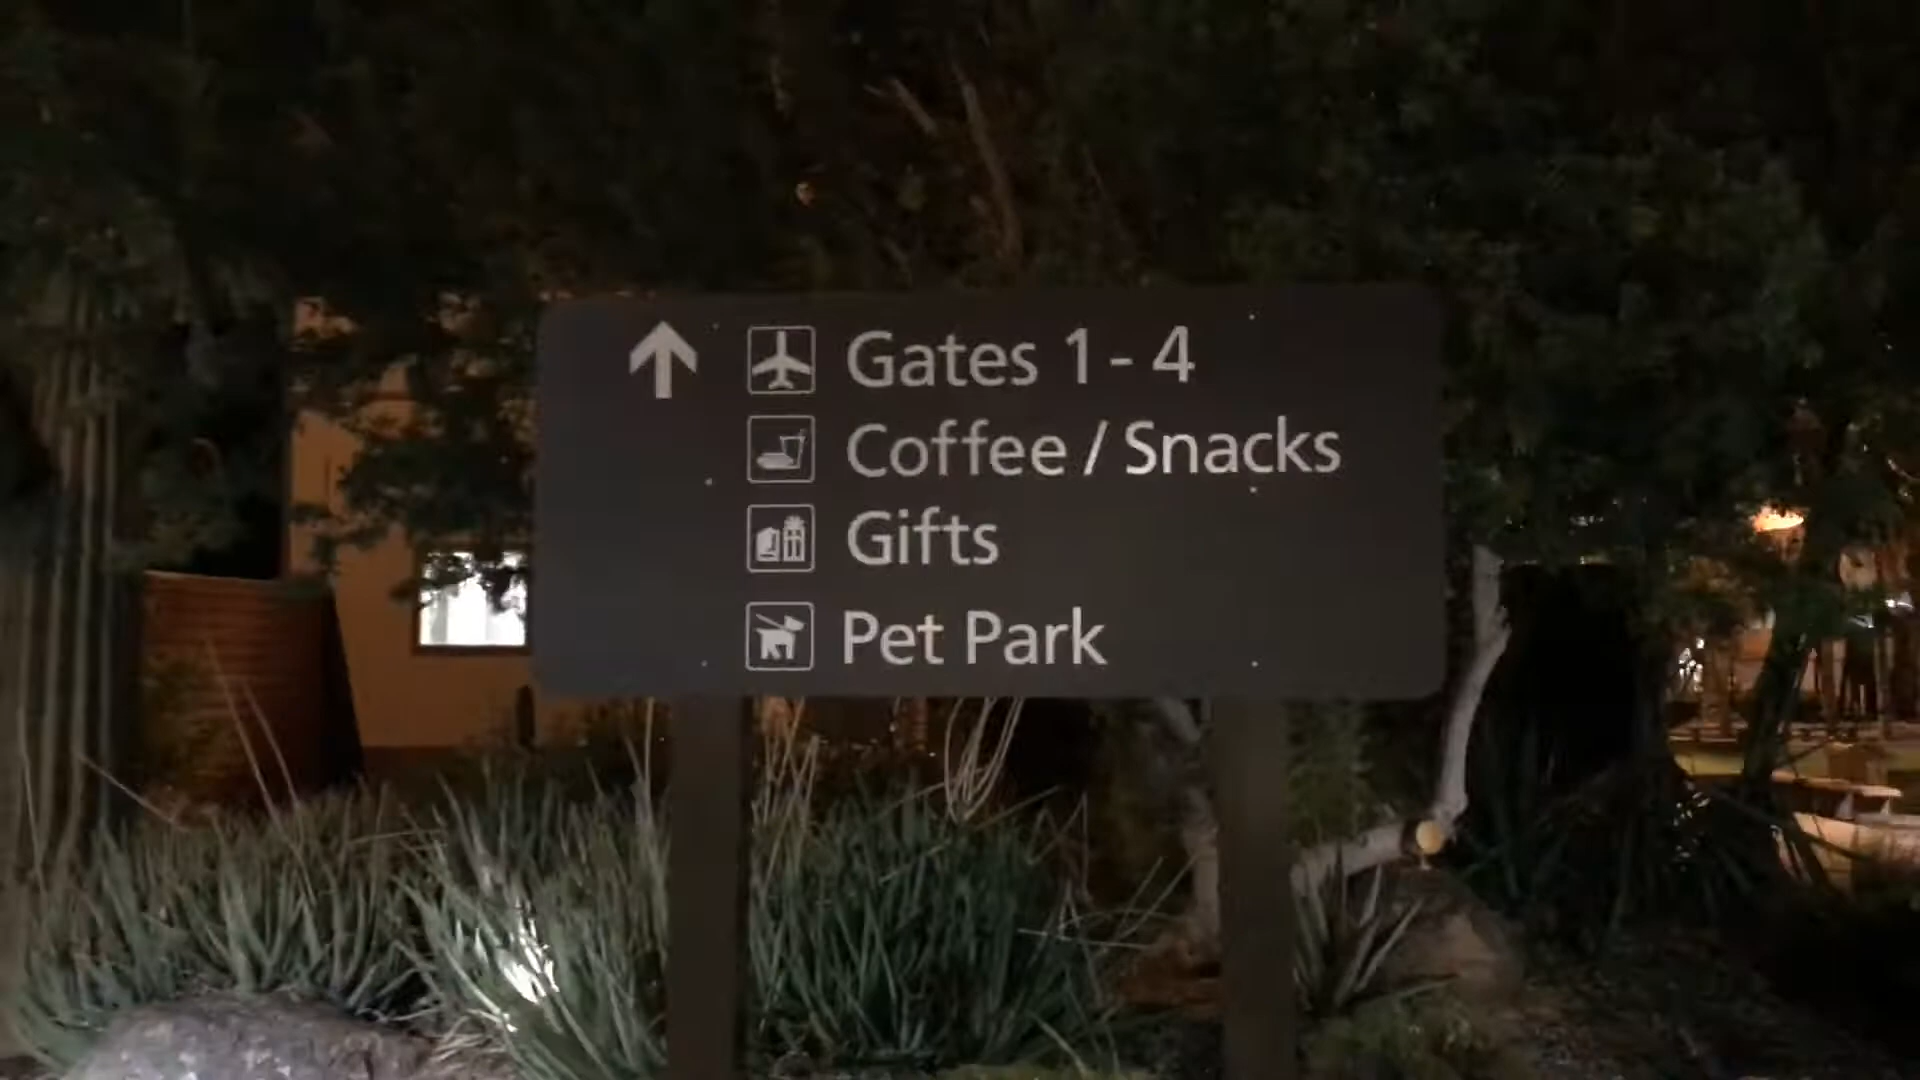 Gates 1 - 4
Coffee / Snacks
Gifts
Pet Park